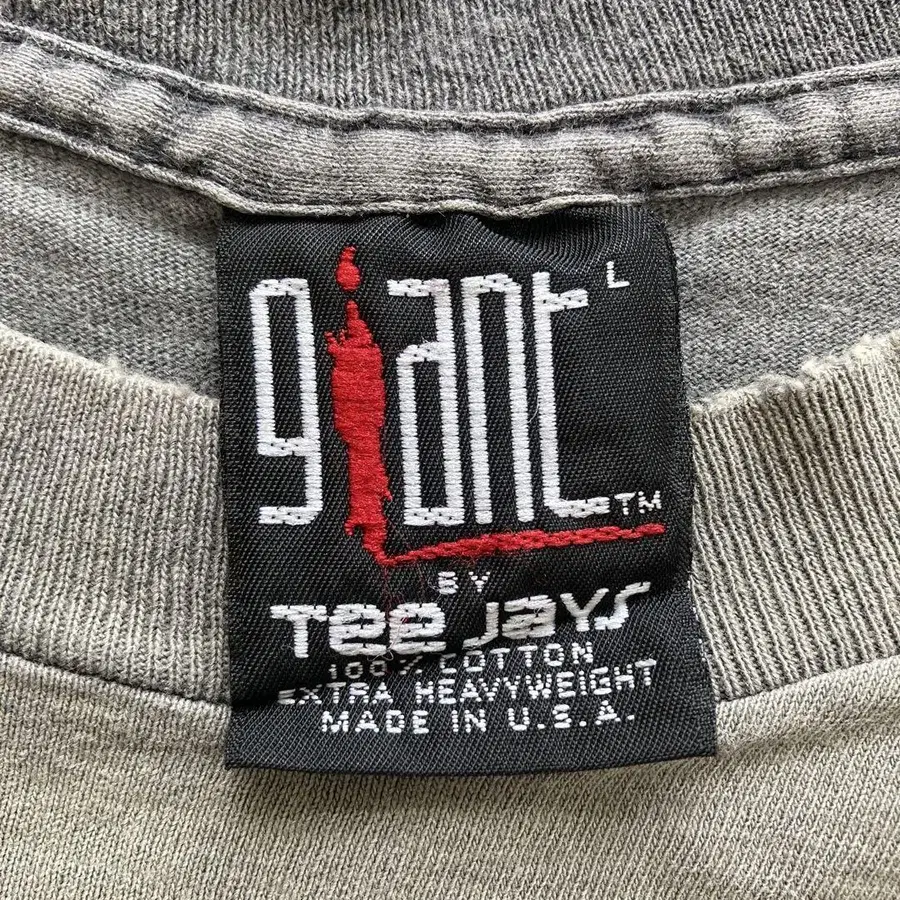 giant L
TM
BY
Tee Jays
100% COTTON
EXTRA HEAVYWEIGHT
MADE IN U.S.A.